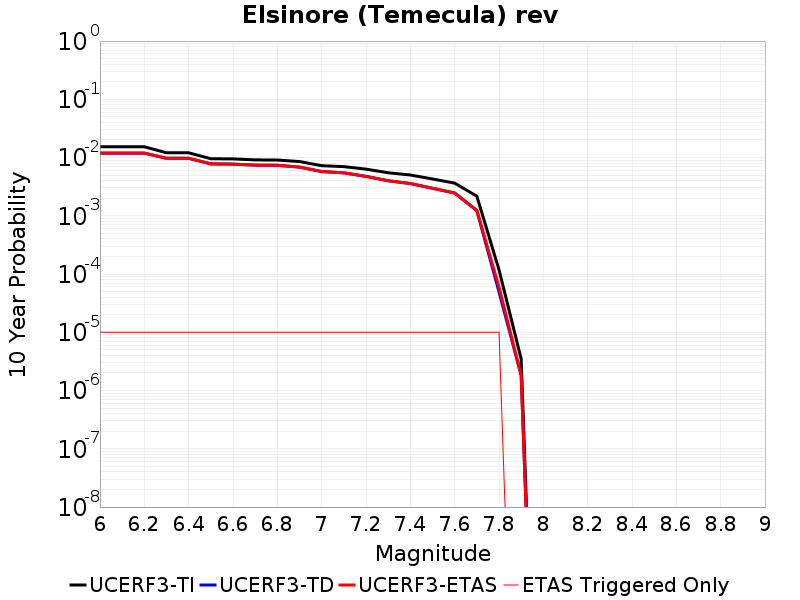 Elsinore (Temecula) rev
10 Year Probability
10^0
10^-1
10^-2
10^-3
10^-4
10^-5
10^-6
10^-7
10^-8
6 6.2 6.4 6.6 6.8 7 7.2 7.4 7.6 7.8 8 8.2 8.4 8.6 8.8 9
Magnitude
UCERF3-TI UCERF3-TD UCERF3-ETAS ETAS Triggered Only